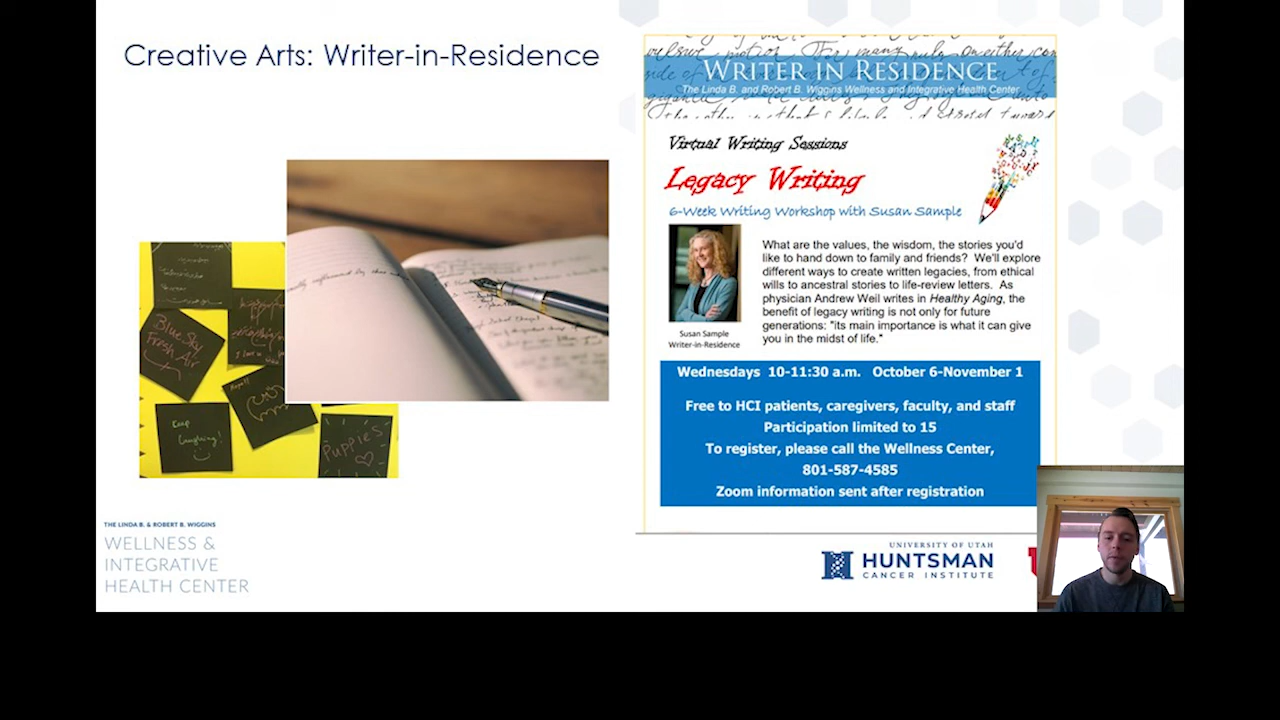 Creative Arts: Writer-in-Residence
WRITER IN RESIDENCE
The Linda B. and Robert B. Wiggins Wellness and Integrative Health Center
Virtual Writing Sessions
Legacy Writing
6-Week Writing Workshop with Susan Sample
What are the values, the wisdom, the stories you'd
like to hand down to family and friends? We'll explore
different ways to create written legacies, from ethical
wills to ancestral stories to life-review letters. As
physician Andrew Weil writes in Healthy Aging, the
benefit of legacy writing is not only for future
generations: "its main importance is what it can give
you in the midst of life."
Susan Sample
Writer-in-Residence
Wednesdays 10-11:30 a.m. October 6-November 1
Free to HCI patients, caregivers, faculty, and staff
Participation limited to 15
To register, please call the Wellness Center,
801-587-4585
Zoom information sent after registration
Blue Sky
Fresh Air
Keep
Laughing!
Puppies
THE LINDA B. & ROBERT B. WIGGINS
WELLNESS &
INTEGRATIVE
HEALTH CENTER
UNIVERSITY OF UTAH
HUNTSMAN
CANCER INSTITUTE